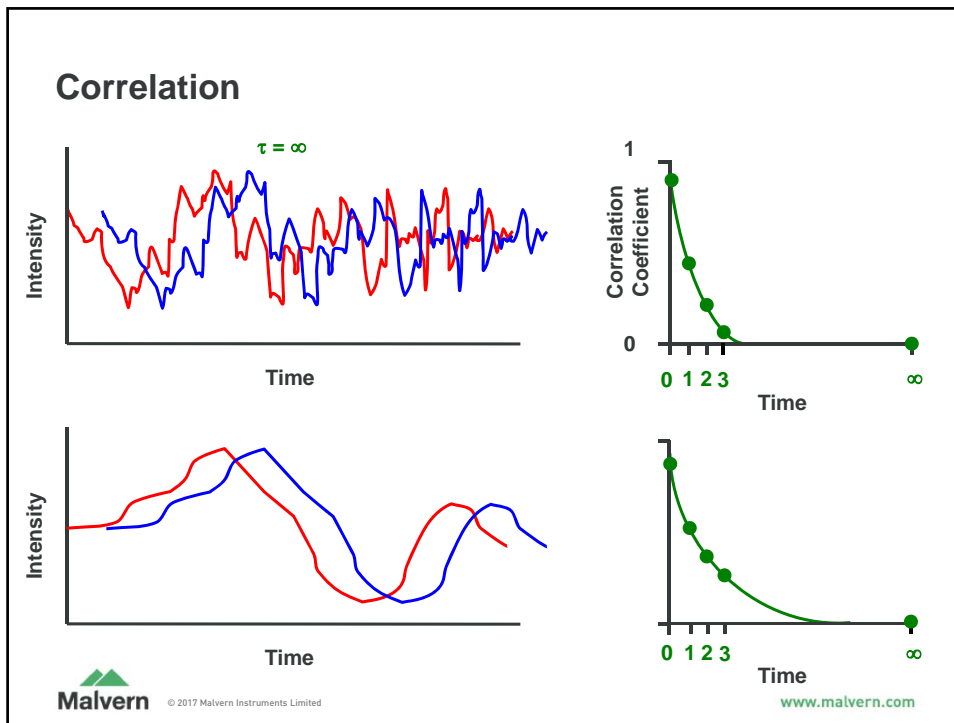 Correlation
τ = ∞
Intensity
Time
1
Correlation
Coefficient
0
0 1 2 3 ∞
Time
Intensity
Time
0 1 2 3 ∞
Time
Malvern
© 2017 Malvern Instruments Limited
www.malvern.com